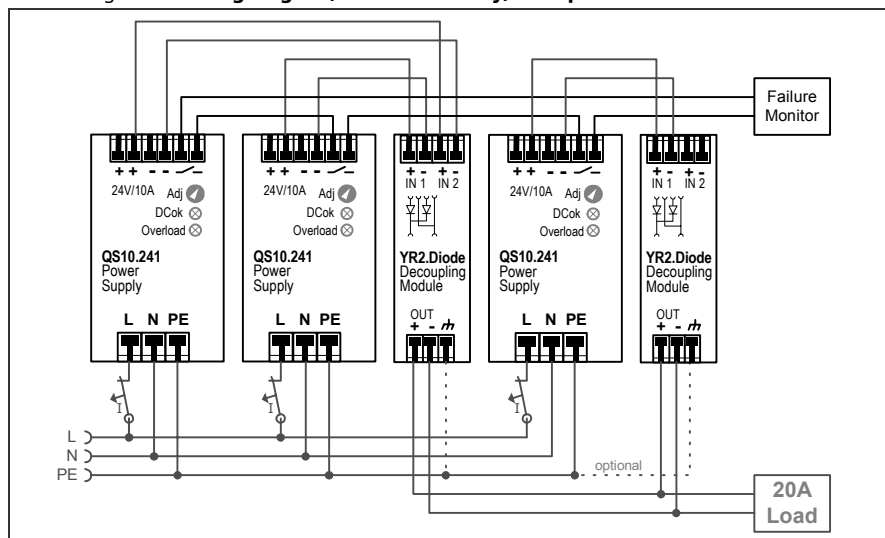 Failure
Monitor
+ + - -
24V/10A
Adj
DCok
Overload
QS10.241
Power
Supply
L N PE
+ + - -
24V/10A
Adj
DCok
Overload
QS10.241
Power
Supply
L N PE
+ - + -
IN 1 IN 2
YR2.Diode
Decoupling
Module
OUT
+ -
+ + - -
24V/10A
Adj
DCok
Overload
QS10.241
Power
Supply
L N PE
+ - + -
IN 1 IN 2
YR2.Diode
Decoupling
Module
OUT
+ -
I
I
I
L
N
PE
optional
20A
Load